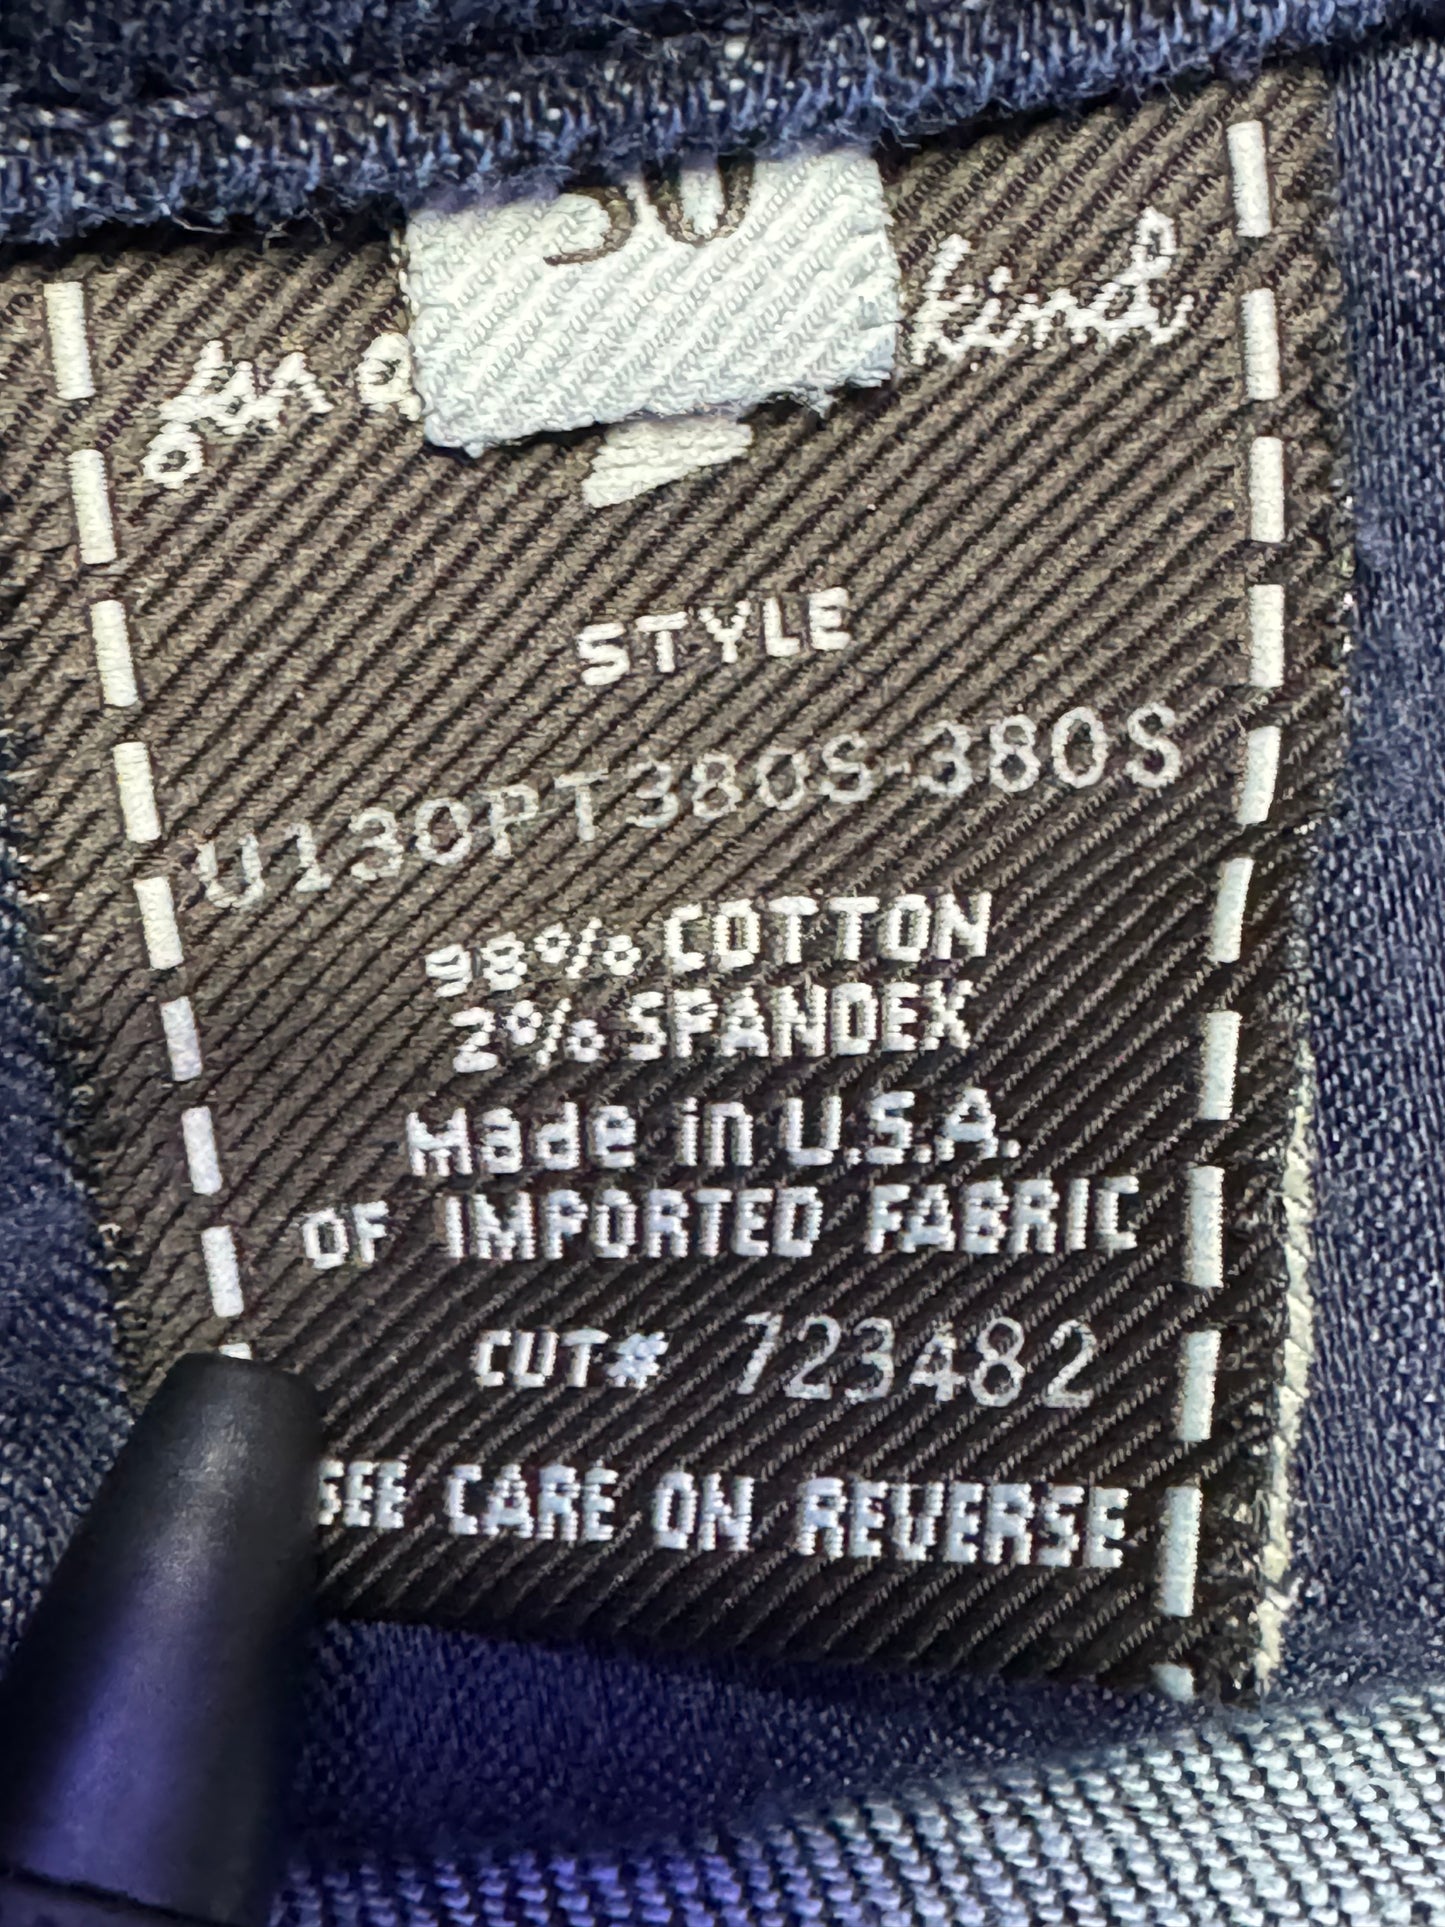 30
for a kind
STYLE
U130PT380S-380S
98% COTTON
2% SPANDEX
Made in U.S.A.
OF IMPORTED FABRIC
CUT# 723482
SEE CARE ON REVERSE